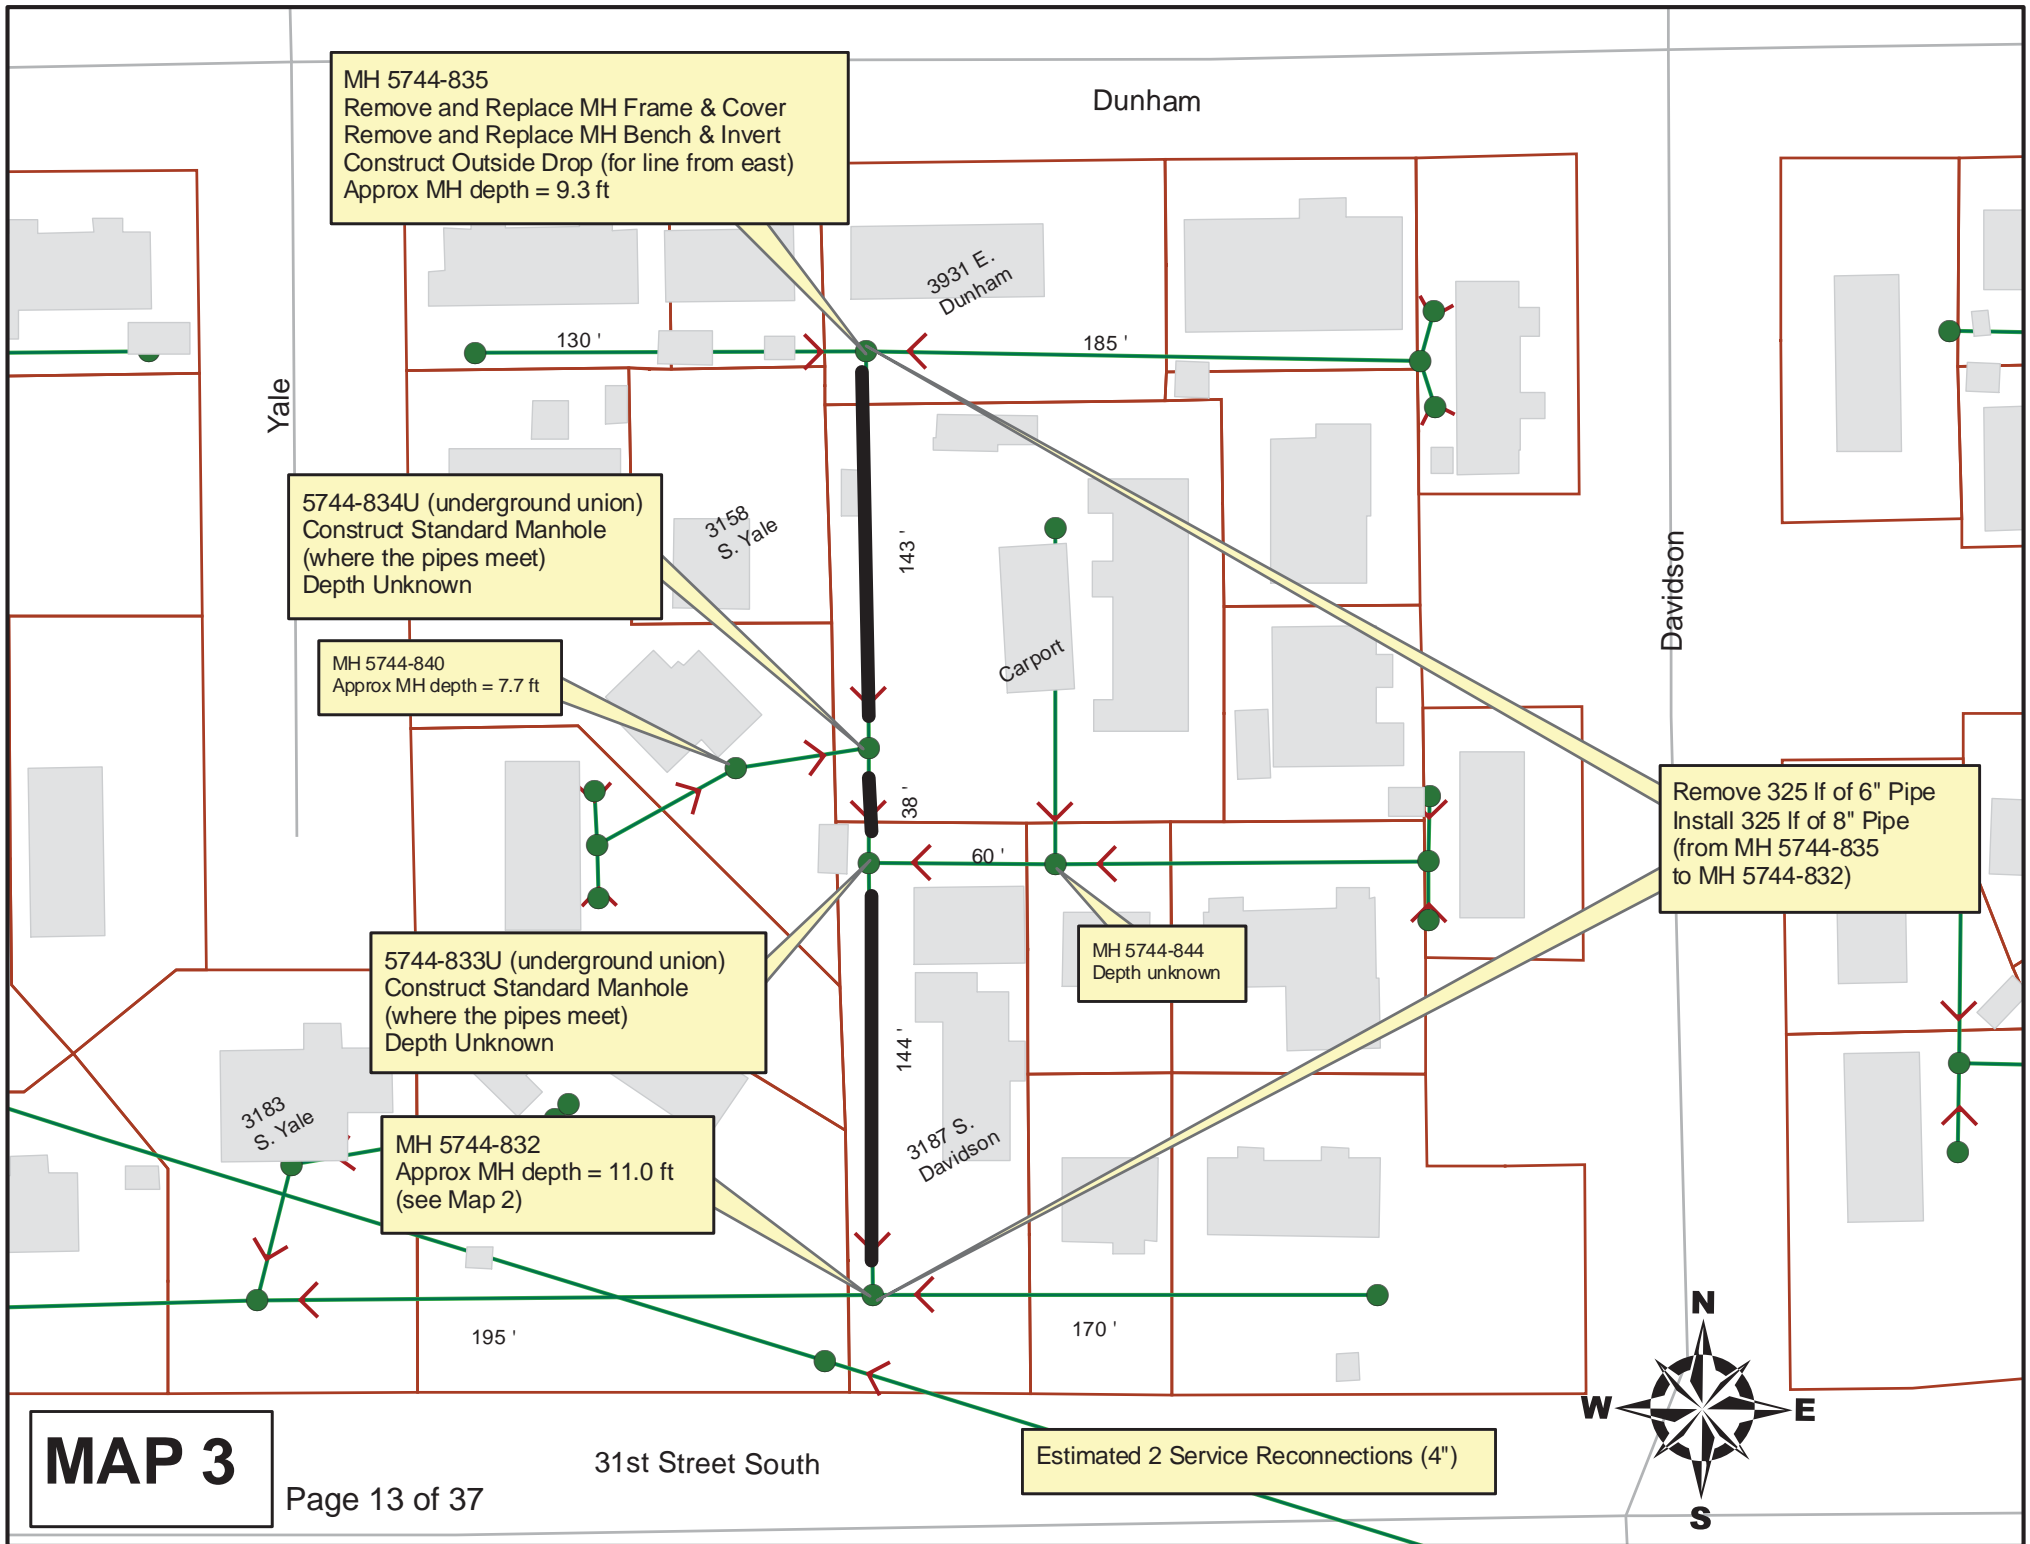 MH 5744-835
Remove and Replace MH Frame & Cover
Remove and Replace MH Bench & Invert
Construct Outside Drop (for line from east)
Approx MH depth = 9.3 ft
Dunham
3931 E.
Dunham
130 '
185 '
Yale
5744-834U (underground union)
Construct Standard Manhole
(where the pipes meet)
Depth Unknown
3158
S. Yale
143 '
Davidson
MH 5744-840
Approx MH depth = 7.7 ft
Carport
38 '
60 '
Remove 325 lf of 6" Pipe
Install 325 lf of 8" Pipe
(from MH 5744-835
to MH 5744-832)
5744-833U (underground union)
Construct Standard Manhole
(where the pipes meet)
Depth Unknown
MH 5744-844
Depth unknown
144 '
3183
S. Yale
MH 5744-832
Approx MH depth = 11.0 ft
(see Map 2)
3187 S.
Davidson
195 '
170 '
N
W
E
S
MAP 3
Page 13 of 37
31st Street South
Estimated 2 Service Reconnections (4")